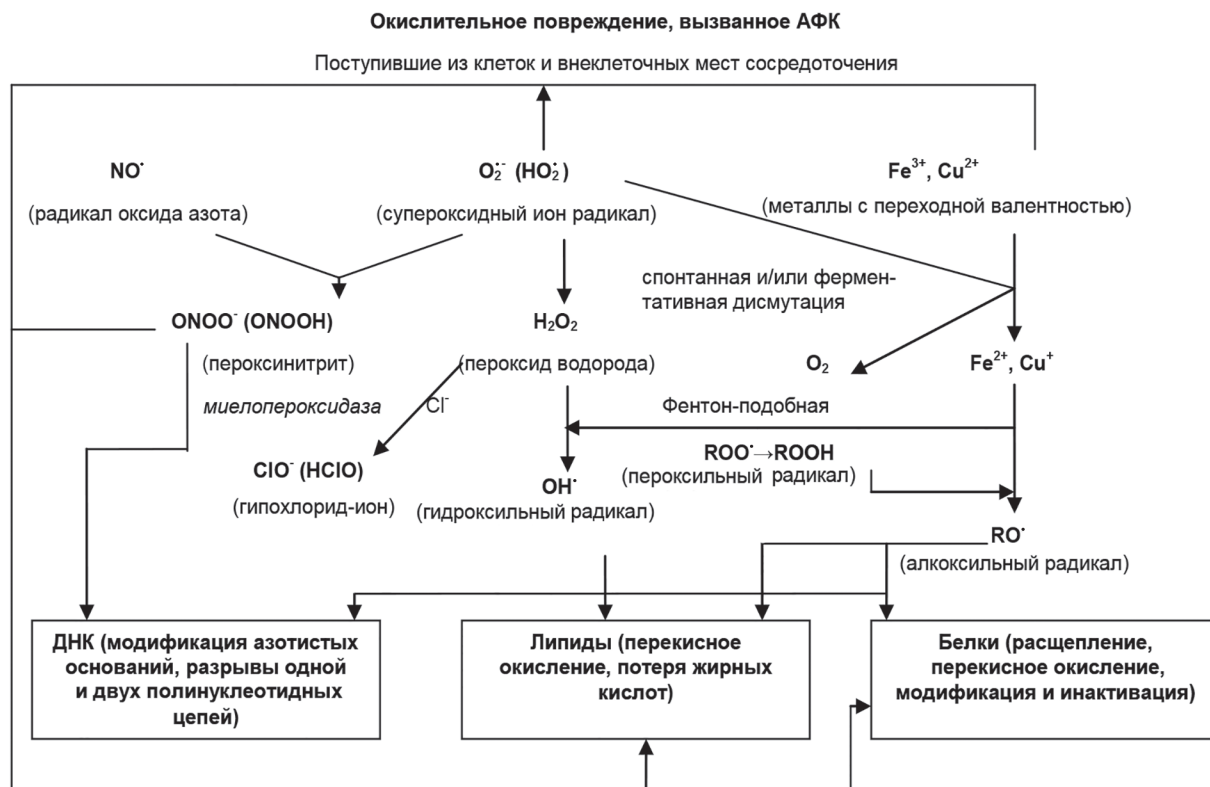 Окислительное повреждение, вызванное АФК
Поступившие из клеток и внеклеточных мест сосредоточения
NO˙
O₂˙⁻ (HO₂˙)
Fe³⁺, Cu²⁺
(радикал оксида азота)
(супероксидный ион радикал)
(металлы с переходной валентностью)
спонтанная и/или фермен-
тативная дисмутация
ONOO⁻ (ONOOH)
H₂O₂
(пероксинитрит)
(пероксид водорода)
O₂
Fe²⁺, Cu⁺
миелопероксидаза
Cl⁻
Фентон-подобная
ClO⁻ (HClO)
(гипохлорид-ион)
OH˙
(гидроксильный радикал)
ROO˙→ROOH
(пероксильный радикал)
RO˙
(алкоксильный радикал)
ДНК (модификация азотистых
оснований, разрывы одной
и двух полинуклеотидных
цепей)
Липиды (перекисное
окисление, потеря жирных
кислот)
Белки (расщепление,
перекисное окисление,
модификация и инактивация)